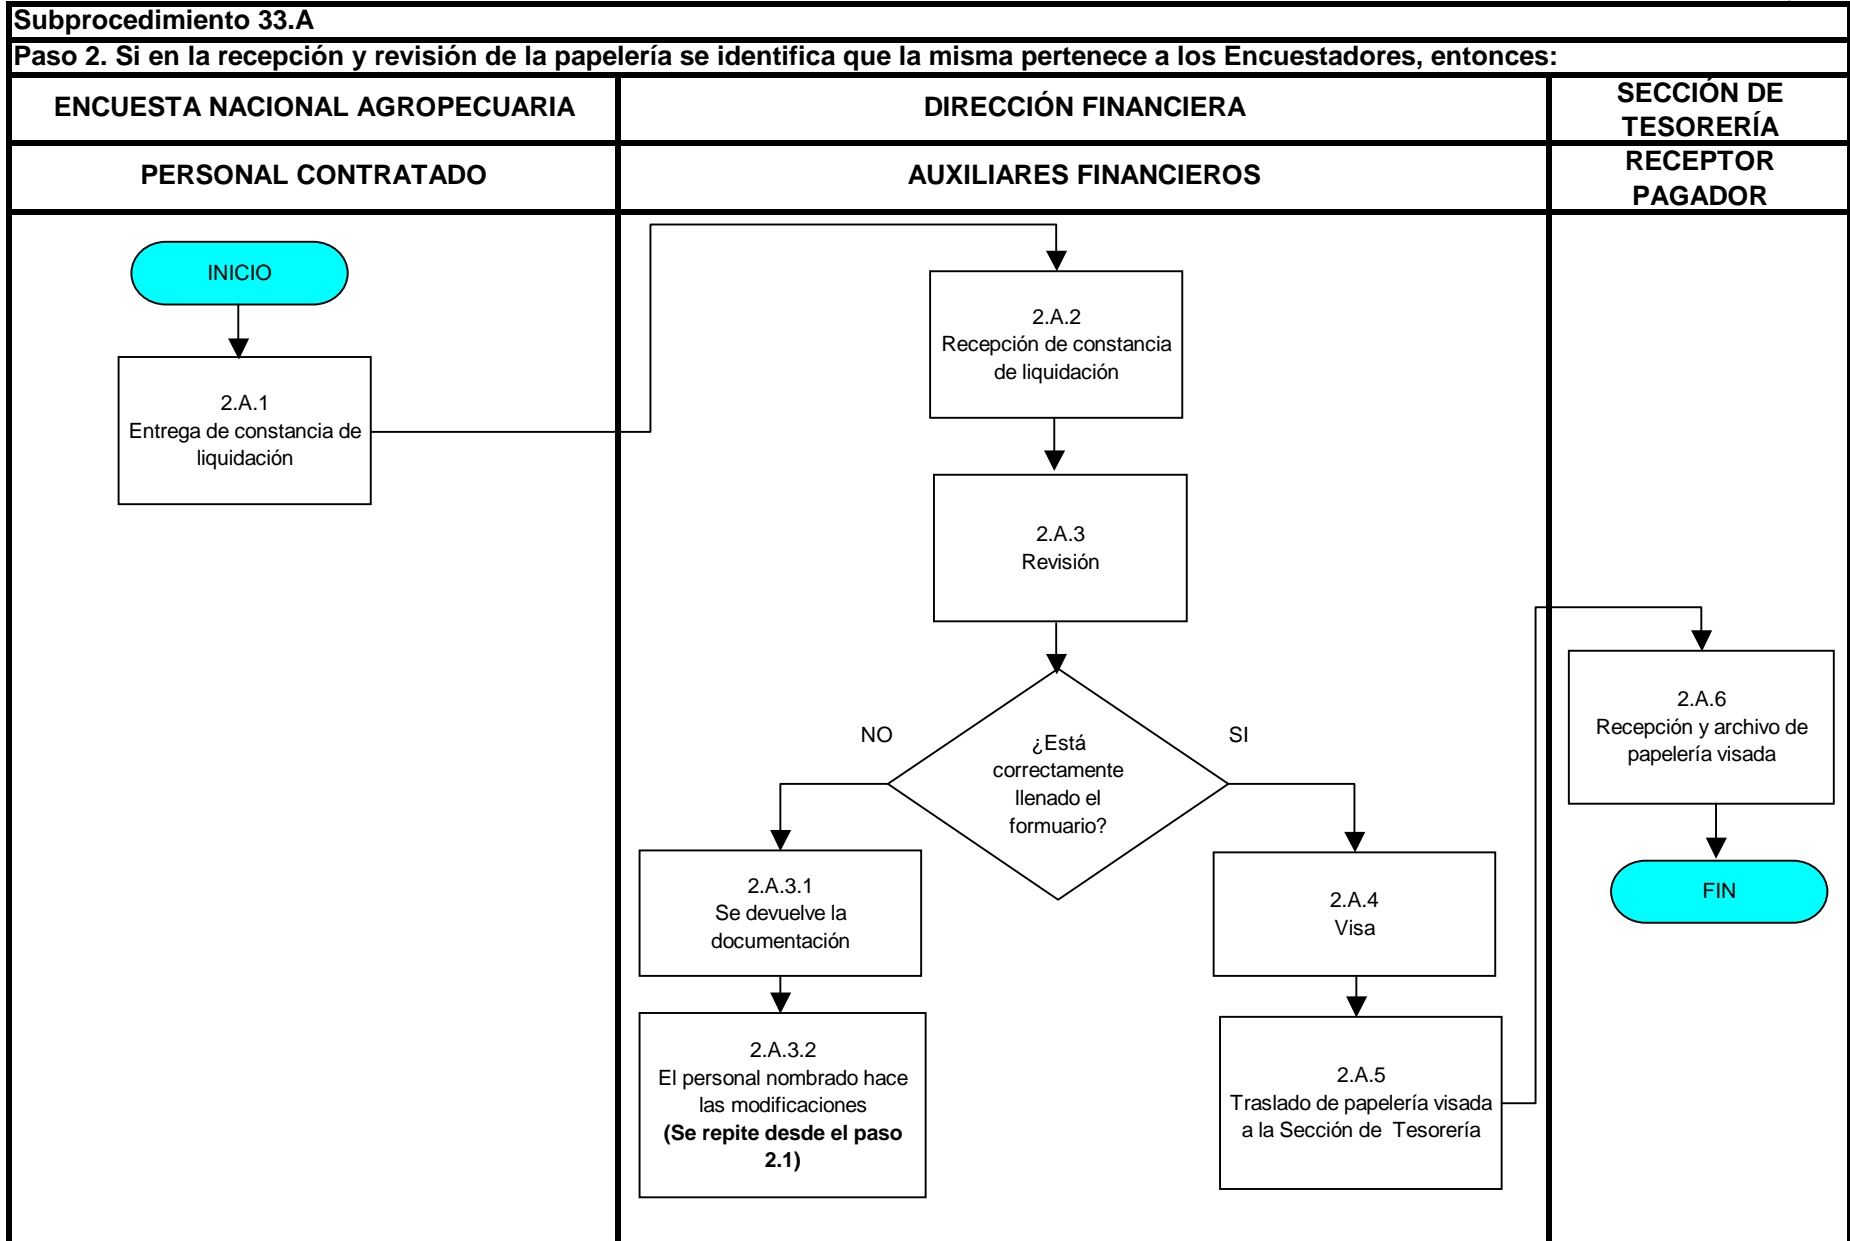 Subprocedimiento 33.A
Paso 2. Si en la recepción y revisión de la papelería se identifica que la misma pertenece a los Encuestadores, entonces:
ENCUESTA NACIONAL AGROPECUARIA
DIRECCIÓN FINANCIERA
SECCIÓN DE
TESORERÍA
PERSONAL CONTRATADO
AUXILIARES FINANCIEROS
RECEPTOR
PAGADOR
INICIO
2.A.1
Entrega de constancia de
liquidación
2.A.2
Recepción de constancia
de liquidación
2.A.3
Revisión
¿Está
correctamente
llenado el
formuario?
NO
SI
2.A.3.1
Se devuelve la
documentación
2.A.3.2
El personal nombrado hace
las modificaciones
(Se repite desde el paso
2.1)
2.A.4
Visa
2.A.5
Traslado de papelería visada
a la Sección de Tesorería
2.A.6
Recepción y archivo de
papelería visada
FIN